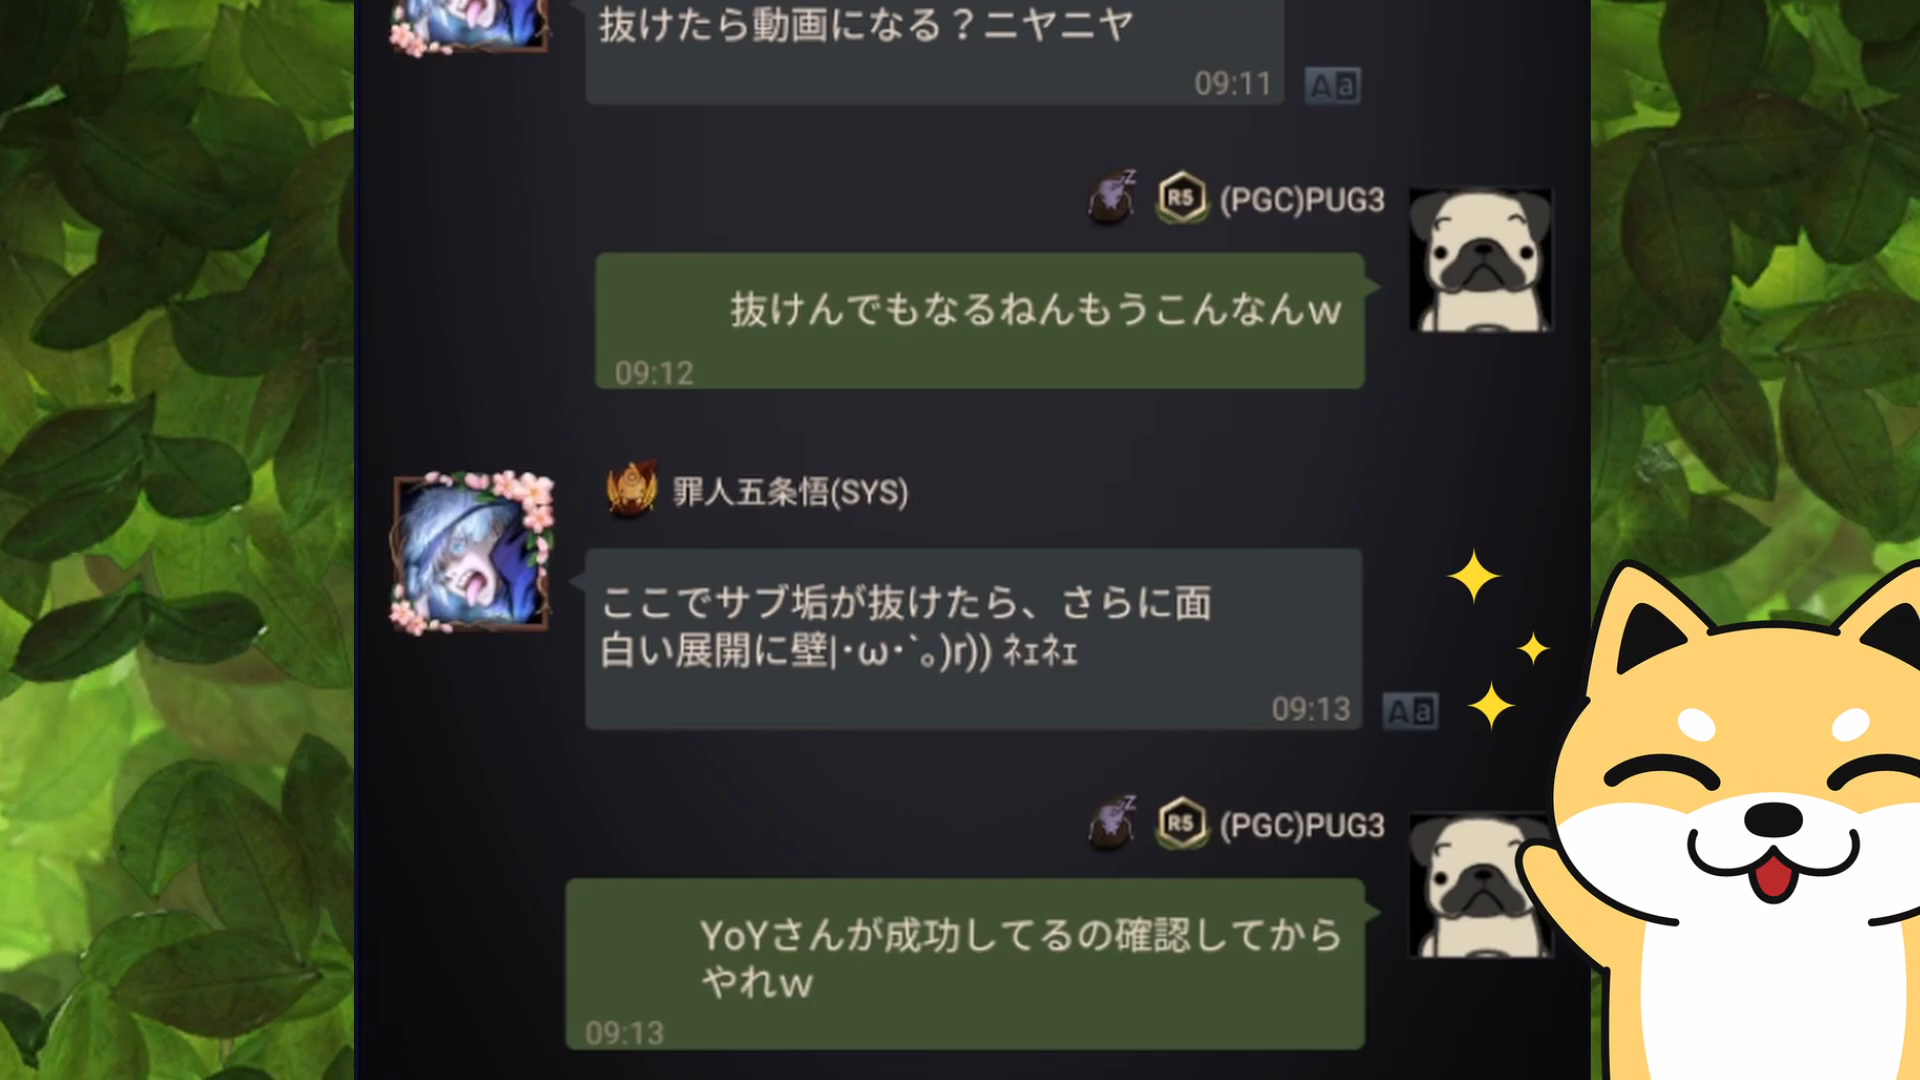 抜けたら動画になる？ニヤニヤ
09:11
Aa
R5 (PGC)PUG3
抜けんでもなるねんもうこんなんw
09:12
罪人五条悟(SYS)
ここでサブ垢が抜けたら、さらに面
白い展開に壁|･ω･`｡)r)) ﾈｪﾈｪ
09:13
Aa
R5 (PGC)PUG3
YoYさんが成功してるの確認してから
やれw
09:13